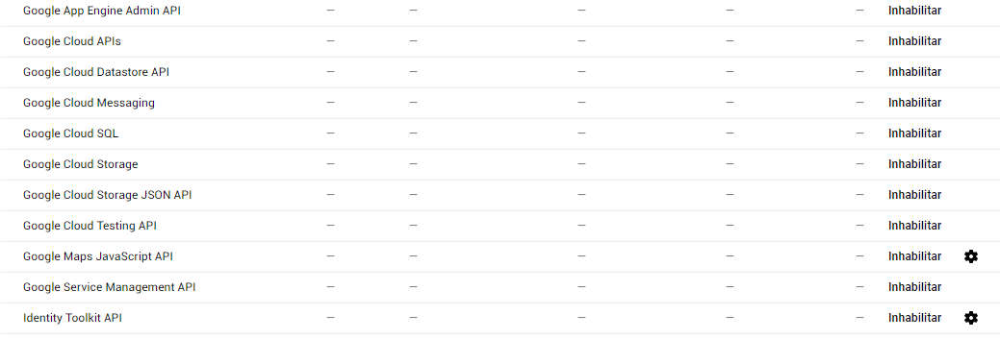 Google App Engine Admin API — — — — — Inhabilitar
Google Cloud APIs — — — — — Inhabilitar
Google Cloud Datastore API — — — — — Inhabilitar
Google Cloud Messaging — — — — — Inhabilitar
Google Cloud SQL — — — — — Inhabilitar
Google Cloud Storage — — — — — Inhabilitar
Google Cloud Storage JSON API — — — — — Inhabilitar
Google Cloud Testing API — — — — — Inhabilitar
Google Maps JavaScript API — — — — — Inhabilitar
Google Service Management API — — — — — Inhabilitar
Identity Toolkit API — — — — — Inhabilitar